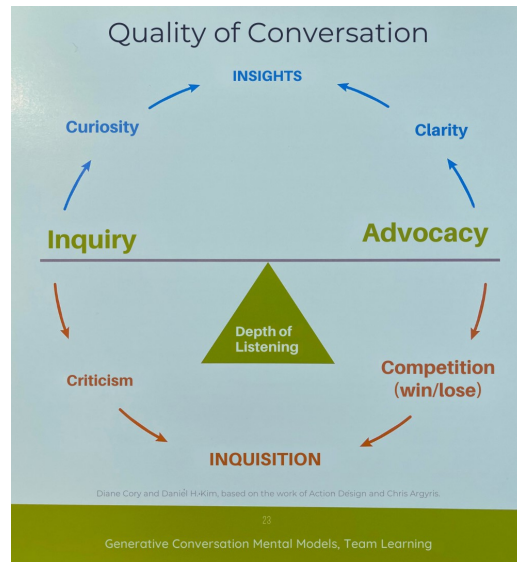 Quality of Conversation
INSIGHTS
Curiosity
Clarity
Inquiry
Advocacy
Depth of
Listening
Criticism
Competition
(win/lose)
INQUISITION
Diane Cory and Daniel H. Kim, based on the work of Action Design and Chris Argyris.
23
Generative Conversation Mental Models, Team Learning